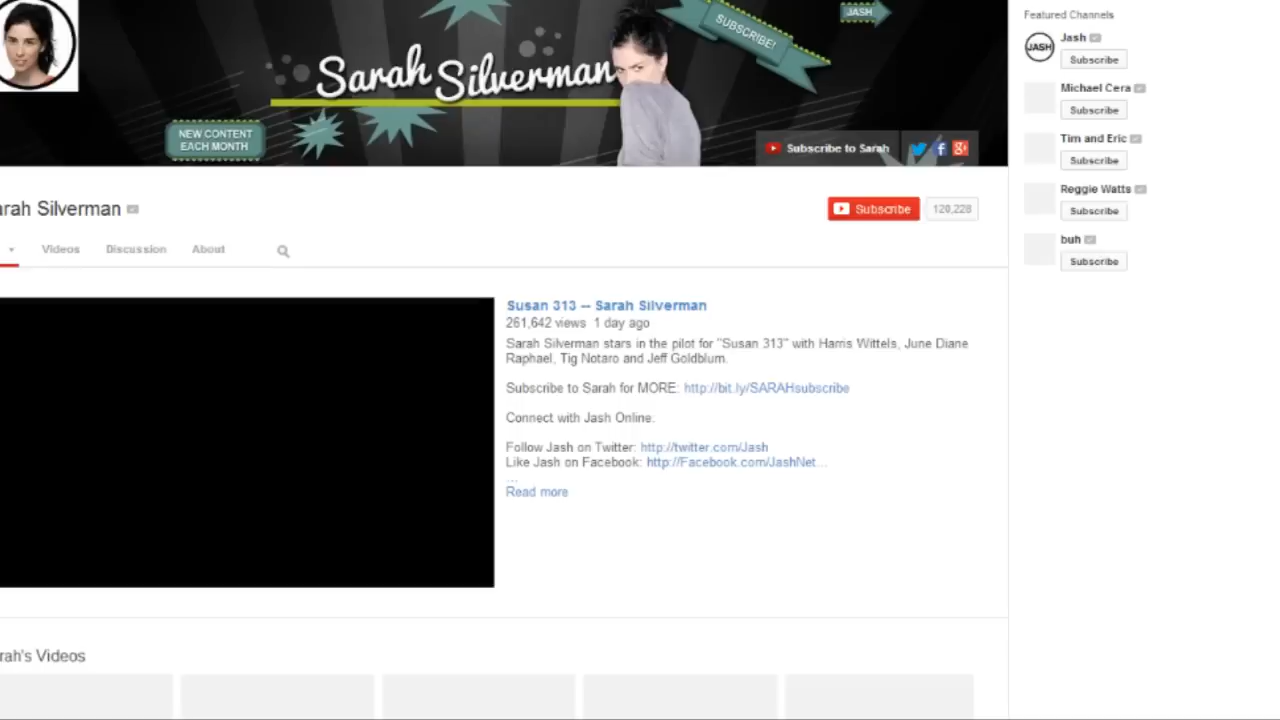 JASH
SUBSCRIBE!
Sarah Silverman
NEW CONTENT
EACH MONTH
Subscribe to Sarah
arah Silverman
Subscribe 120,228
Videos Discussion About
Susan 313 -- Sarah Silverman
261,642 views 1 day ago
Sarah Silverman stars in the pilot for "Susan 313" with Harris Wittels, June Diane
Raphael, Tig Notaro and Jeff Goldblum.
Subscribe to Sarah for MORE: http://bit.ly/SARAHsubscribe
Connect with Jash Online:
Follow Jash on Twitter: http://twitter.com/Jash
Like Jash on Facebook: http://Facebook.com/JashNet...
...
Read more
rah's Videos
Featured Channels
JASH
Jash
Subscribe
Michael Cera
Subscribe
Tim and Eric
Subscribe
Reggie Watts
Subscribe
buh
Subscribe